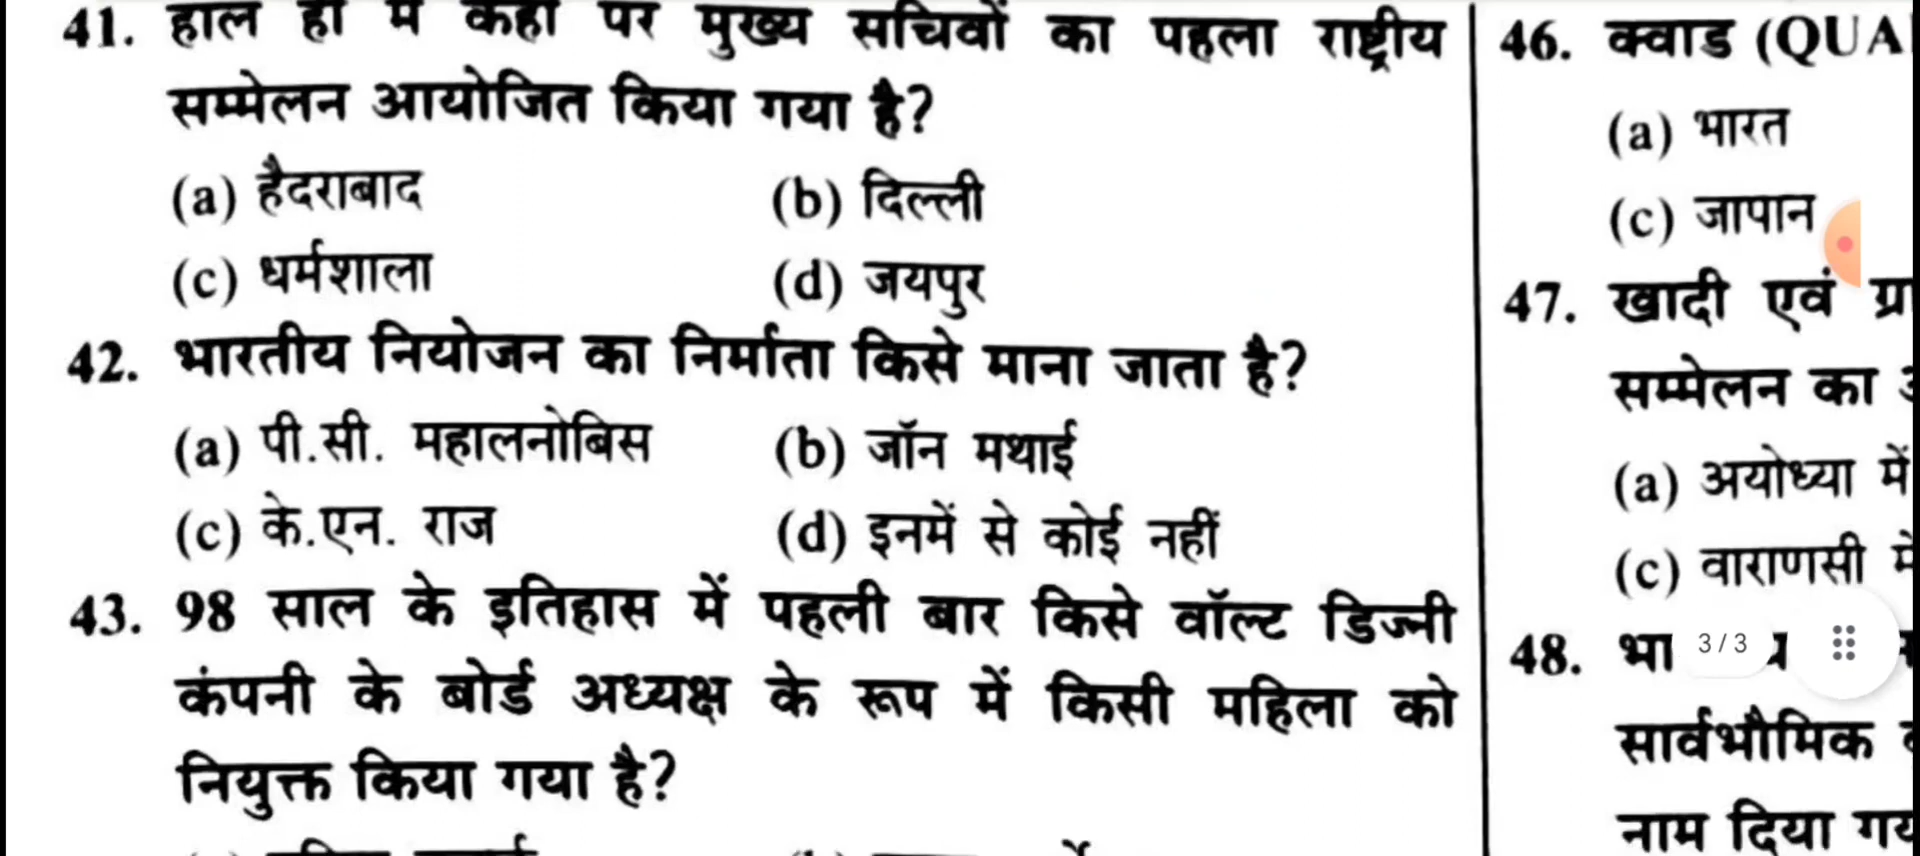 41. हाल ही में कहां पर मुख्य सचिवों का पहला राष्ट्रीय
सम्मेलन आयोजित किया गया है?
(a) हैदराबाद (b) दिल्ली
(c) धर्मशाला (d) जयपुर
42. भारतीय नियोजन का निर्माता किसे माना जाता है?
(a) पी.सी. महालनोबिस (b) जॉन मथाई
(c) के.एन. राज (d) इनमें से कोई नहीं
43. 98 साल के इतिहास में पहली बार किसे वॉल्ट डिज्नी
कंपनी के बोर्ड अध्यक्ष के रूप में किसी महिला को
नियुक्त किया गया है?
46. क्वाड (QUA
(a) भारत
(c) जापान
47. खादी एवं ग्रा
सम्मेलन का
(a) अयोध्या में
(c) वाराणसी में
48.
3/3
सार्वभौमिक
नाम दिया गय